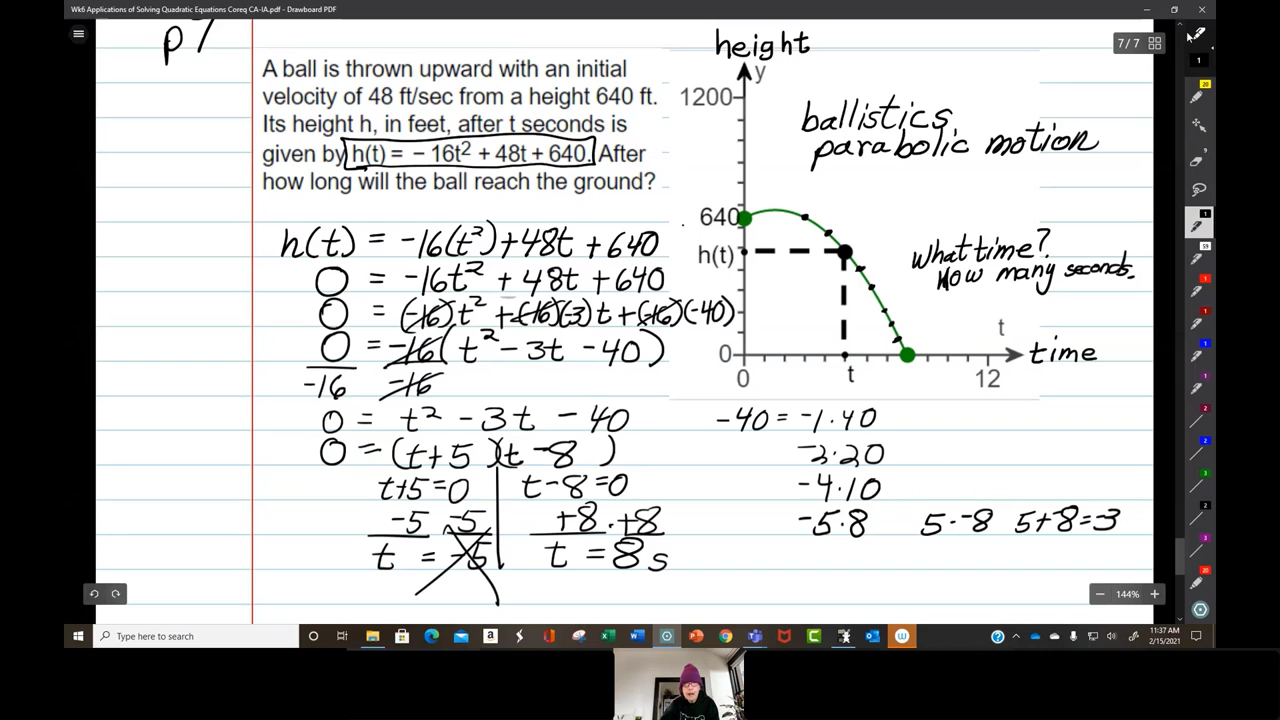 Wk6 Applications of Solving Quadratic Equations Coreq CA-IA.pdf - Drawboard PDF
7/7
A ball is thrown upward with an initial
velocity of 48 ft/sec from a height 640 ft.
Its height h, in feet, after t seconds is
given by h(t) = − 16t² + 48t + 640. After
how long will the ball reach the ground?
height
y
1200
640
h(t)
0
0
t
12
t
time
ballistics
parabolic motion
What time?
How many seconds.
h(t) = -16(t²) + 48t + 640
0 = -16t² + 48t + 640
0 = (-16)t² + (-16)(-3)t + (-16)(-40)
0 = -16(t² - 3t - 40)
-16 -16
0 = t² - 3t - 40
0 = (t+5)(t-8)
t+5=0 t-8=0
-5 -5 +8 +8
t = -5 t = 8s
-40 = -1·40
-2·20
-4·10
-5·8 5·-8 5+-8=-3
144%
Type here to search
11:37 AM
2/15/2021